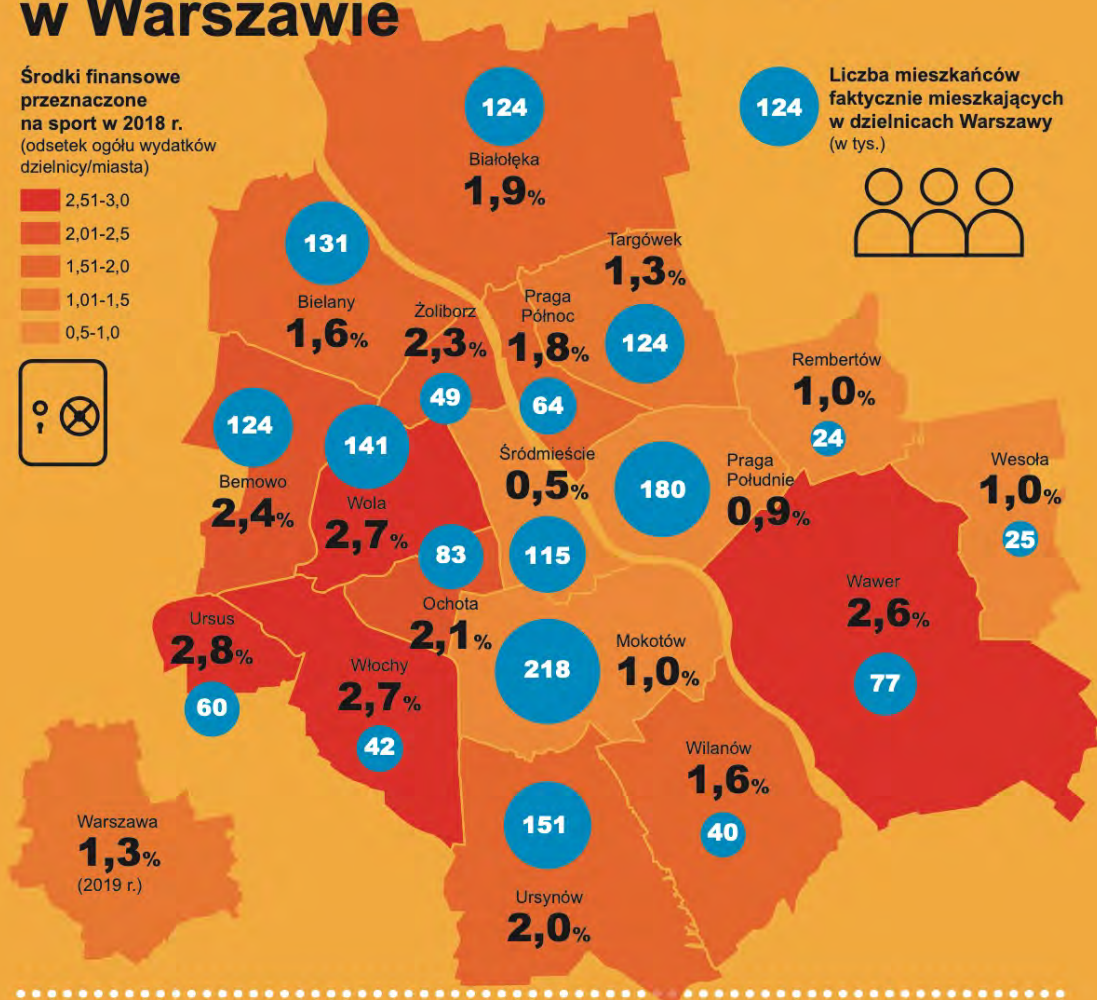 w Warszawie
Środki finansowe
przeznaczone
na sport w 2018 r.
(odsetek ogółu wydatków
dzielnicy/miasta)
2,51-3,0
2,01-2,5
1,51-2,0
1,01-1,5
0,5-1,0
124
Liczba mieszkańców
faktycznie mieszkających
w dzielnicach Warszawy
(w tys.)
124
Białołęka
1,9%
131
Bielany
1,6%
Żoliborz
2,3%
49
Praga
Północ
1,8%
64
Targówek
1,3%
124
Rembertów
1,0%
24
Wesoła
1,0%
25
124
Bemowo
2,4%
141
Wola
2,7%
Śródmieście
0,5%
115
180
Praga
Południe
0,9%
83
Ochota
2,1%
Wawer
2,6%
77
Ursus
2,8%
60
Włochy
2,7%
42
218
Mokotów
1,0%
Wilanów
1,6%
40
151
Ursynów
2,0%
Warszawa
1,3%
(2019 r.)